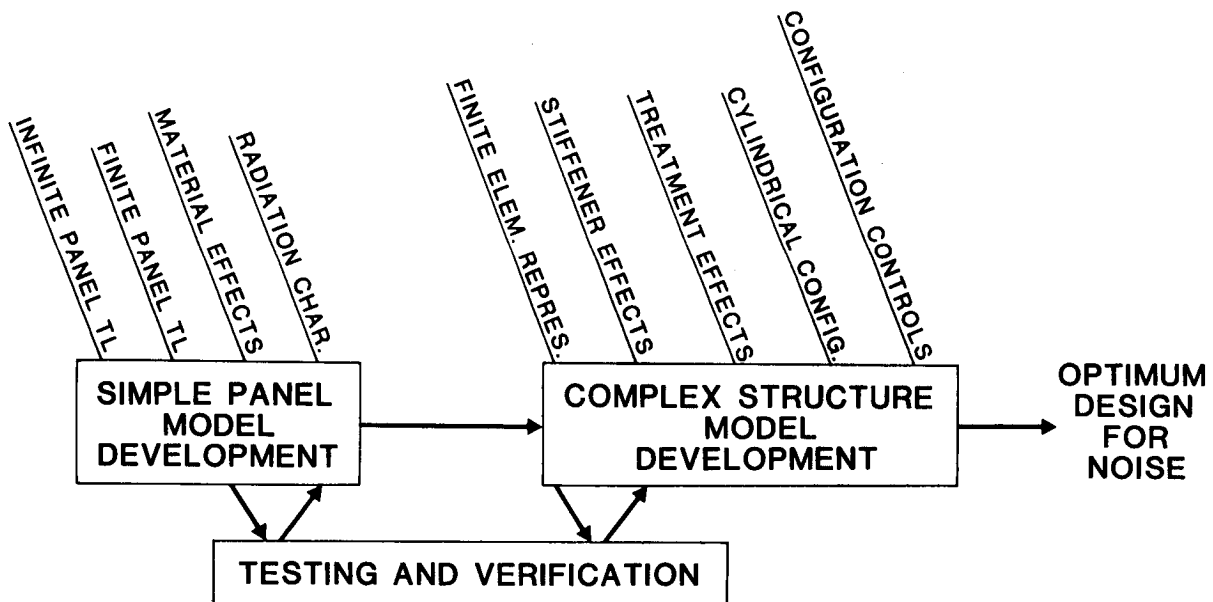 INFINITE PANEL TL
FINITE PANEL TL
MATERIAL EFFECTS
RADIATION CHAR.
FINITE ELEM. REPRES.
STIFFENER EFFECTS
TREATMENT EFFECTS
CYLINDRICAL CONFIG.
CONFIGURATION CONTROLS
SIMPLE PANEL
MODEL
DEVELOPMENT
COMPLEX STRUCTURE
MODEL
DEVELOPMENT
OPTIMUM
DESIGN
FOR
NOISE
TESTING AND VERIFICATION